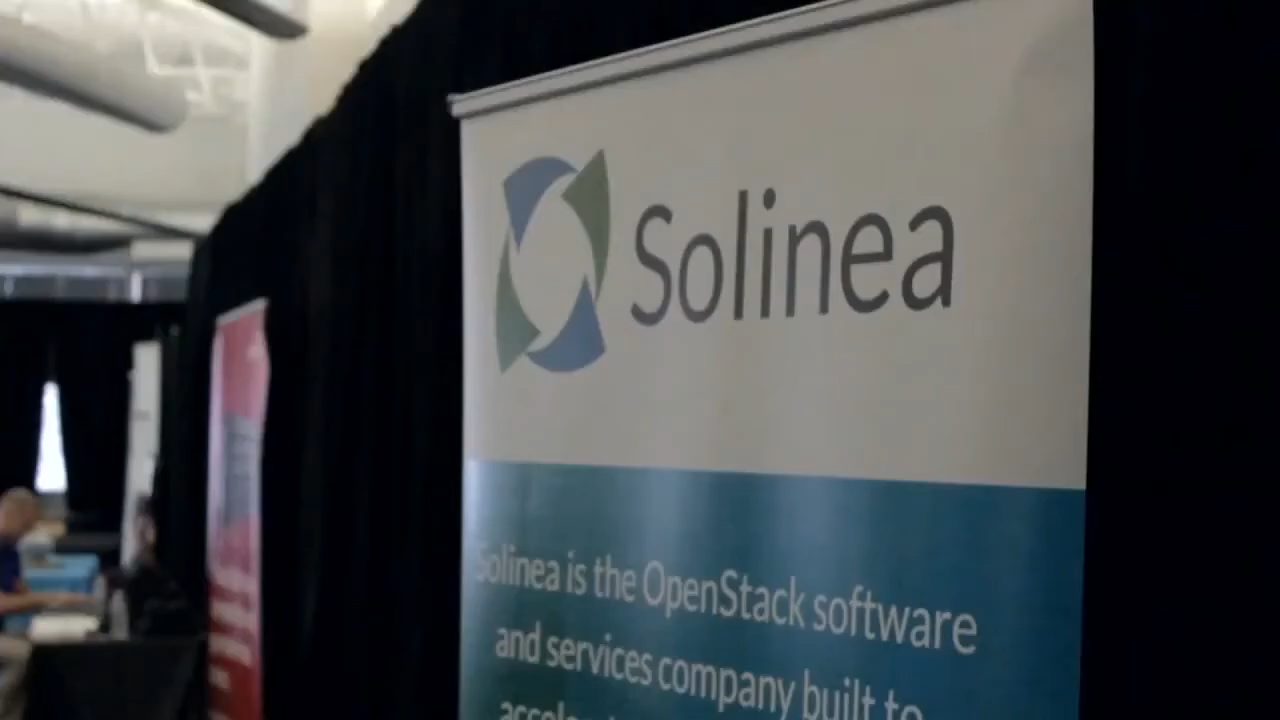 Solinea
Solinea is the OpenStack software
and services company built to